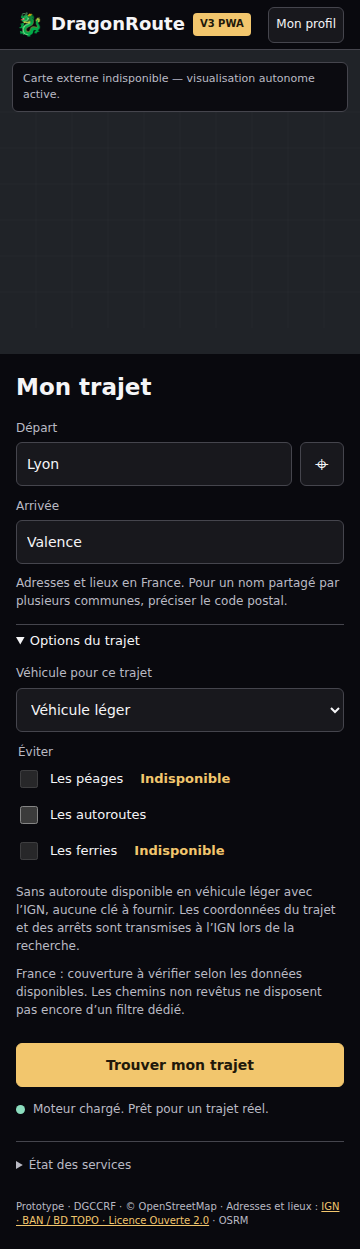 DragonRoute V3 PWA Mon profil
Carte externe indisponible — visualisation autonome
active.
Mon trajet
Départ
Lyon
Arrivée
Valence
Adresses et lieux en France. Pour un nom partagé par
plusieurs communes, préciser le code postal.
Options du trajet
Véhicule pour ce trajet
Véhicule léger
Éviter
Les péages Indisponible
Les autoroutes
Les ferries Indisponible
Sans autoroute disponible en véhicule léger avec
l’IGN, aucune clé à fournir. Les coordonnées du trajet
et des arrêts sont transmises à l’IGN lors de la
recherche.
France : couverture à vérifier selon les données
disponibles. Les chemins non revêtus ne disposent
pas encore d’un filtre dédié.
Trouver mon trajet
Moteur chargé. Prêt pour un trajet réel.
État des services
Prototype · DGCCRF · © OpenStreetMap · Adresses et lieux : IGN
· BAN / BD TOPO · Licence Ouverte 2.0 · OSRM